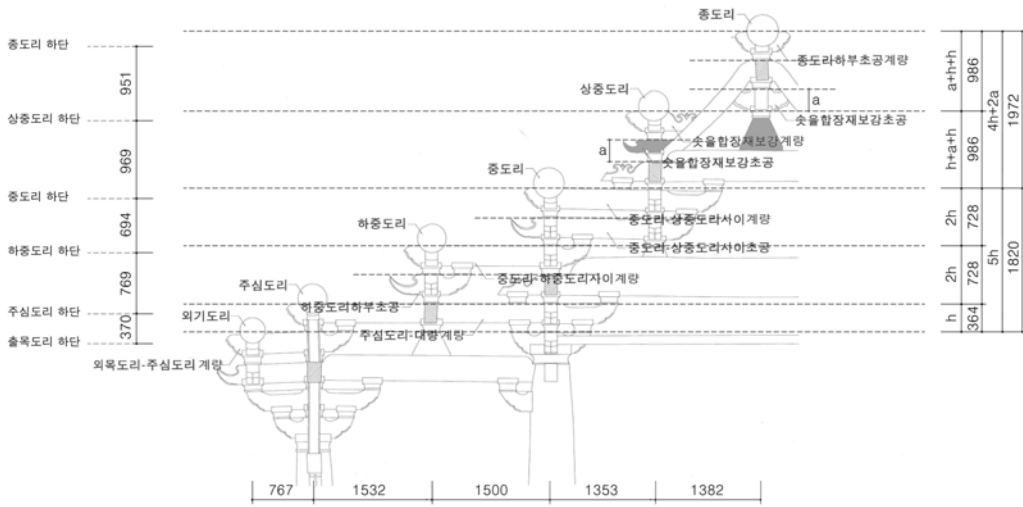 종도리
종도리 하단
종도라하부초공계량
951
a+h+h
986
4h+2a
1972
상중도리
a
숏을합장재보강초공
상중도리 하단
숏을합장재보강계량
a
숏을합장재보강초공
969
h+a+h
986
중도리
중도리 하단
중도라-상중도라사이계량
694
2h
728
하중도리
중도라-상중도리사이초공
하중도리 하단
5h
1820
중도라-하중도리사이계량
769
2h
728
주심도리
하중도리하부초공
주심도리 하단
외기도리
370
h
364
주심도리-대량계량
출목도리 하단
외목도리-주심도리계량
767
1532
1500
1353
1382